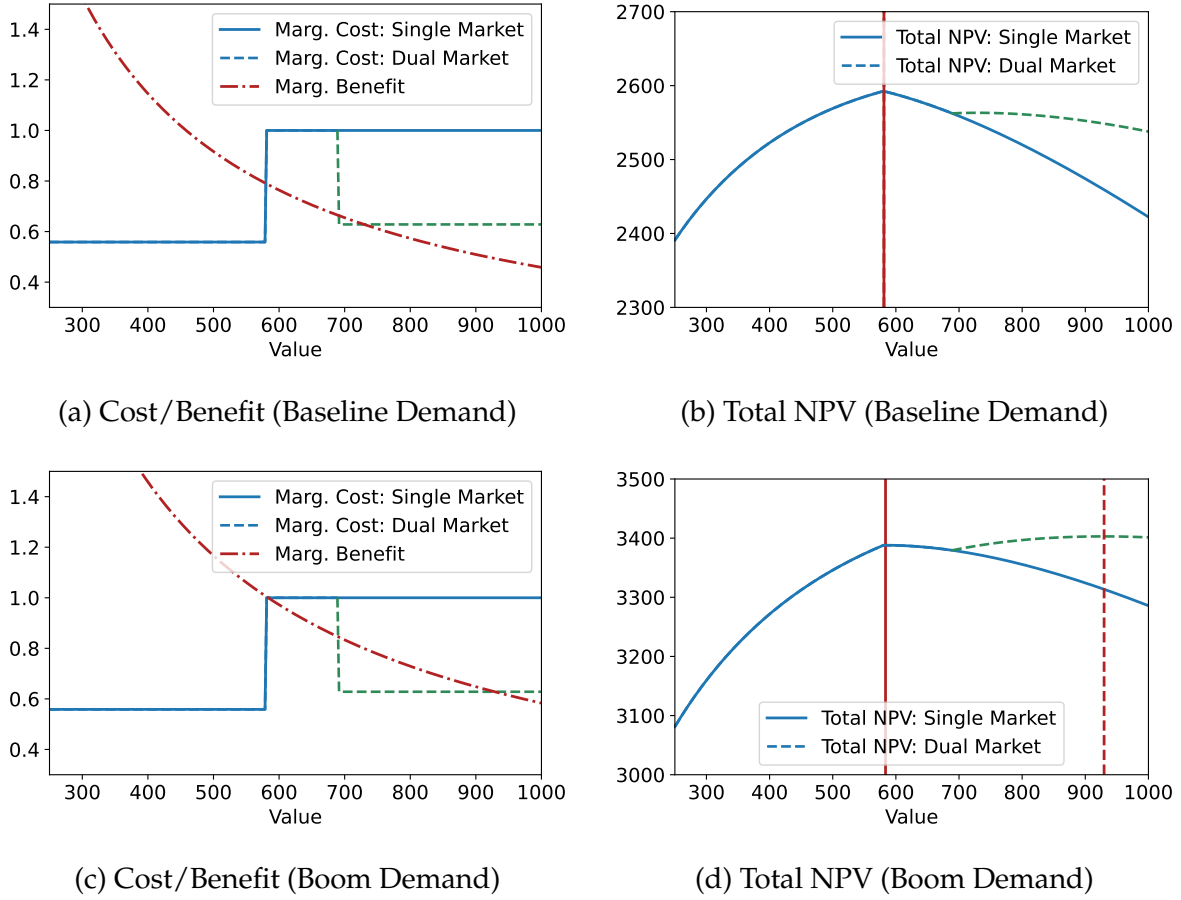 Marg. Cost: Single Market
Marg. Cost: Dual Market
Marg. Benefit
1.4
1.2
1.0
0.8
0.6
0.4
300 400 500 600 700 800 900 1000
Value
(a) Cost/Benefit (Baseline Demand)
Total NPV: Single Market
Total NPV: Dual Market
2700
2600
2500
2400
2300
300 400 500 600 700 800 900 1000
Value
(b) Total NPV (Baseline Demand)
Marg. Cost: Single Market
Marg. Cost: Dual Market
Marg. Benefit
1.4
1.2
1.0
0.8
0.6
0.4
300 400 500 600 700 800 900 1000
Value
(c) Cost/Benefit (Boom Demand)
3500
3400
3300
3200
3100
3000
Total NPV: Single Market
Total NPV: Dual Market
300 400 500 600 700 800 900 1000
Value
(d) Total NPV (Boom Demand)